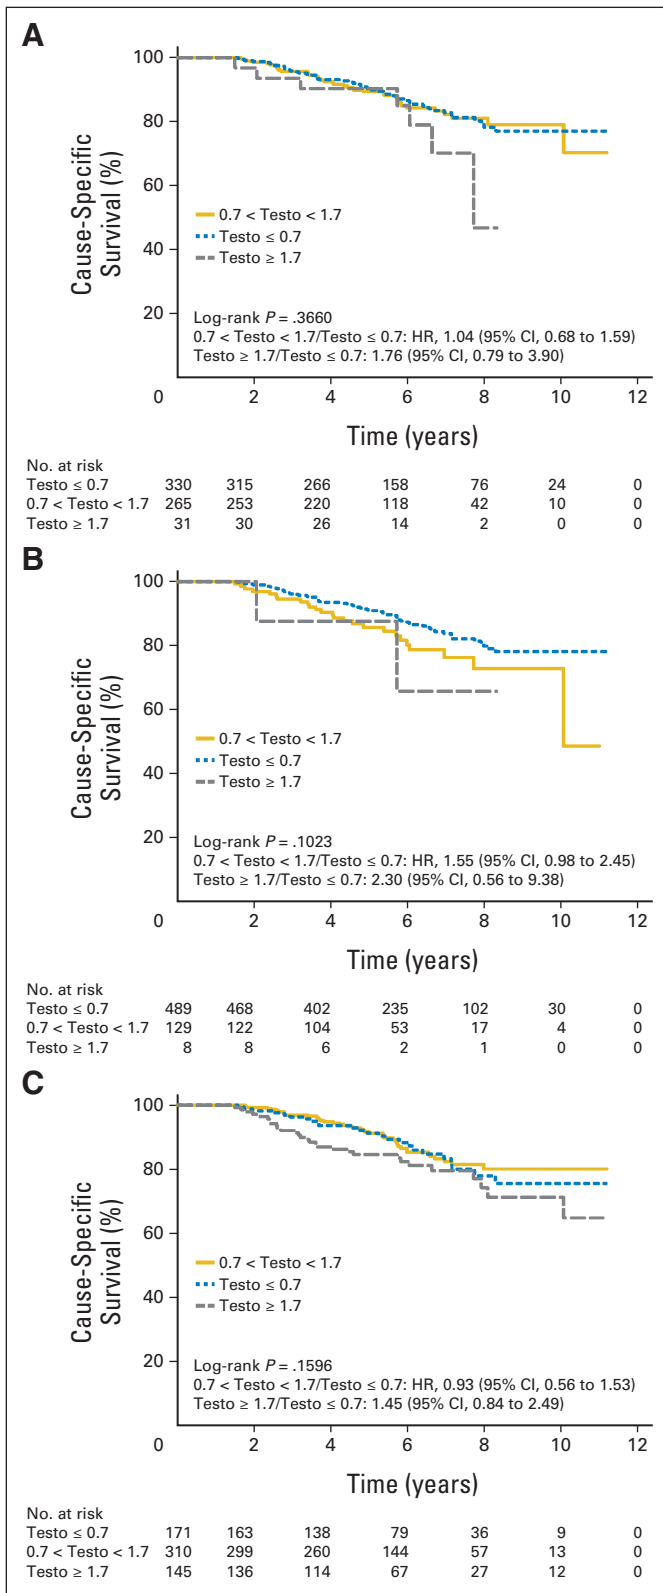 A
100
80
60
40
20
0
2 4 6 8 10 12
Cause-Specific
Survival (%)
0.7 < Testo < 1.7
Testo ≤ 0.7
Testo ≥ 1.7
Log-rank P = .3660
0.7 < Testo < 1.7/Testo ≤ 0.7: HR, 1.04 (95% CI, 0.68 to 1.59)
Testo ≥ 1.7/Testo ≤ 0.7: 1.76 (95% CI, 0.79 to 3.90)
Time (years)
No. at risk
Testo ≤ 0.7 330 315 266 158 76 24 0
0.7 < Testo < 1.7 265 253 220 118 42 10 0
Testo ≥ 1.7 31 30 26 14 2 0 0
B
100
80
60
40
20
0
2 4 6 8 10 12
Cause-Specific
Survival (%)
0.7 < Testo < 1.7
Testo ≤ 0.7
Testo ≥ 1.7
Log-rank P = .1023
0.7 < Testo < 1.7/Testo ≤ 0.7: HR, 1.55 (95% CI, 0.98 to 2.45)
Testo ≥ 1.7/Testo ≤ 0.7: 2.30 (95% CI, 0.56 to 9.38)
Time (years)
No. at risk
Testo ≤ 0.7 489 468 402 235 102 30 0
0.7 < Testo < 1.7 129 122 104 53 17 4 0
Testo ≥ 1.7 8 8 6 2 1 0 0
C
100
80
60
40
20
0
2 4 6 8 10 12
Cause-Specific
Survival (%)
0.7 < Testo < 1.7
Testo ≤ 0.7
Testo ≥ 1.7
Log-rank P = .1596
0.7 < Testo < 1.7/Testo ≤ 0.7: HR, 0.93 (95% CI, 0.56 to 1.53)
Testo ≥ 1.7/Testo ≤ 0.7: 1.45 (95% CI, 0.84 to 2.49)
Time (years)
No. at risk
Testo ≤ 0.7 171 163 138 79 36 9 0
0.7 < Testo < 1.7 310 299 260 144 57 13 0
Testo ≥ 1.7 145 136 114 67 27 12 0